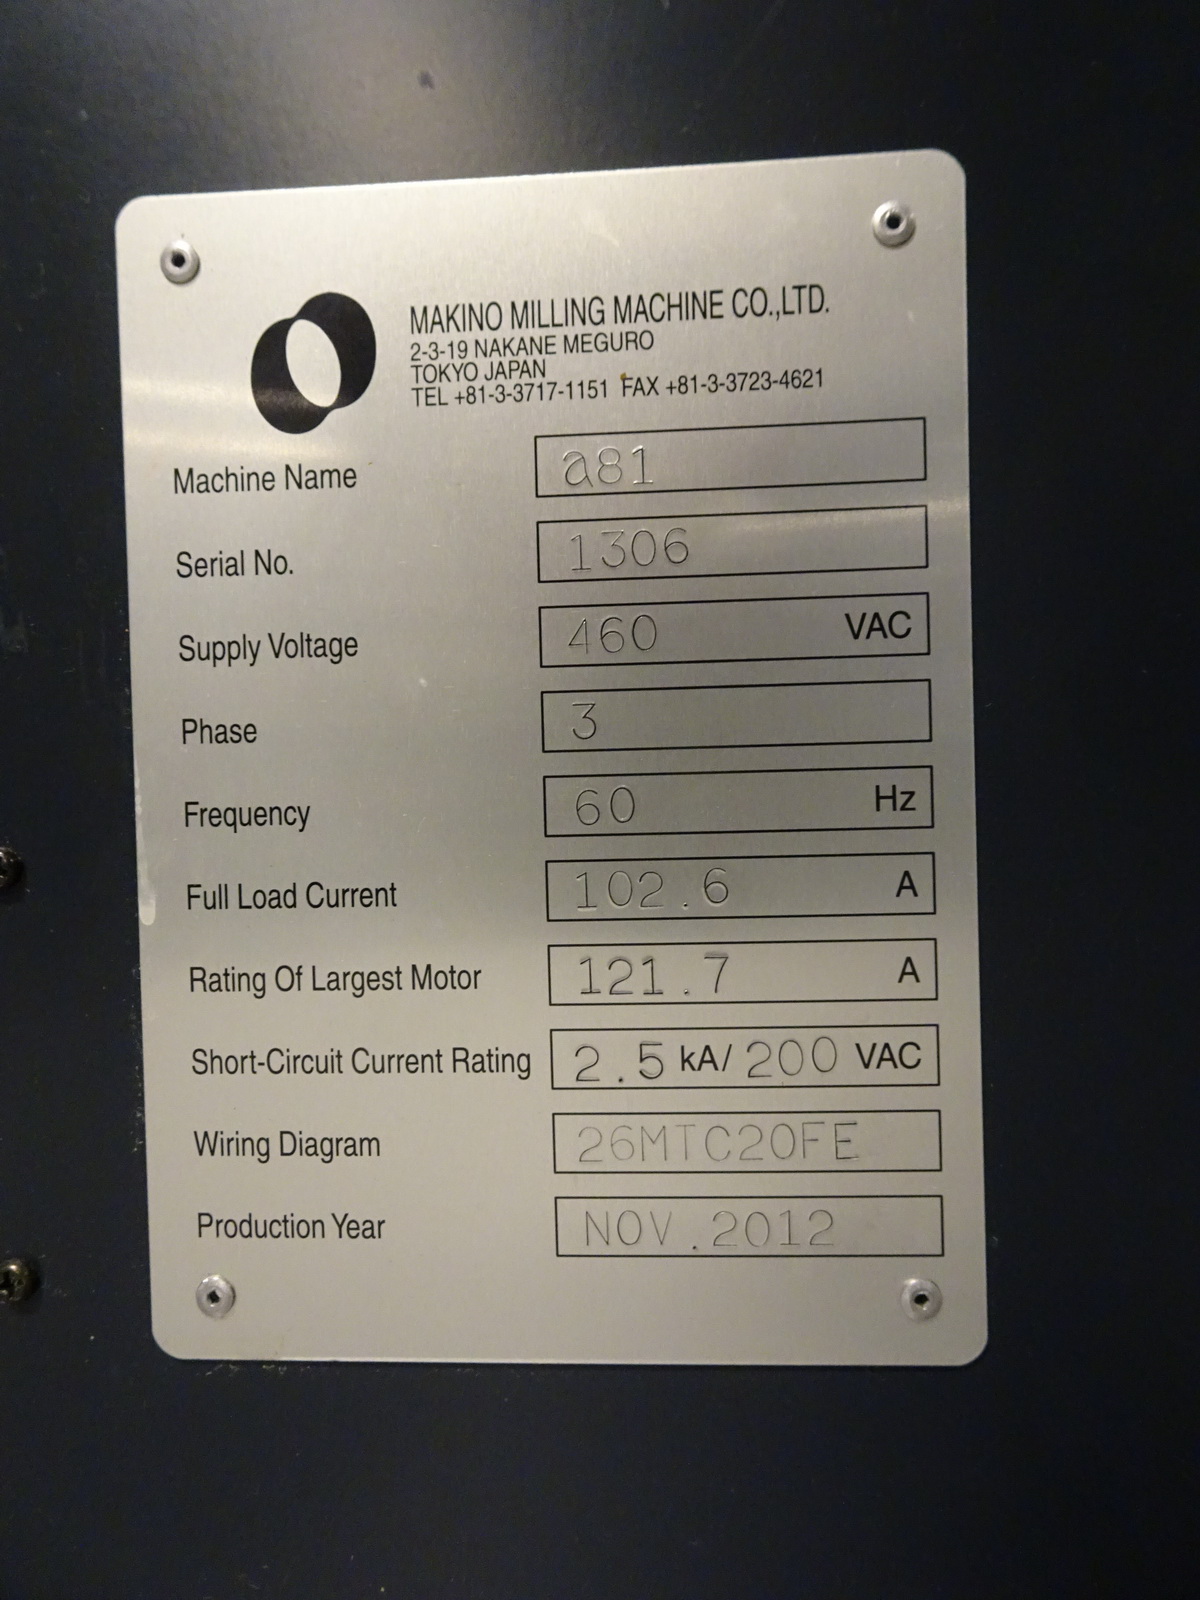 MAKINO MILLING MACHINE CO.,LTD.
2-3-19 NAKANE MEGURO
TOKYO JAPAN
TEL +81-3-3717-1151 FAX +81-3-3723-4621
Machine Name a81
Serial No. 1306
Supply Voltage 460 VAC
Phase 3
Frequency 60 Hz
Full Load Current 102.6 A
Rating Of Largest Motor 121.7 A
Short-Circuit Current Rating 2.5 kA/ 200 VAC
Wiring Diagram 26MTC20FE
Production Year NOV.2012